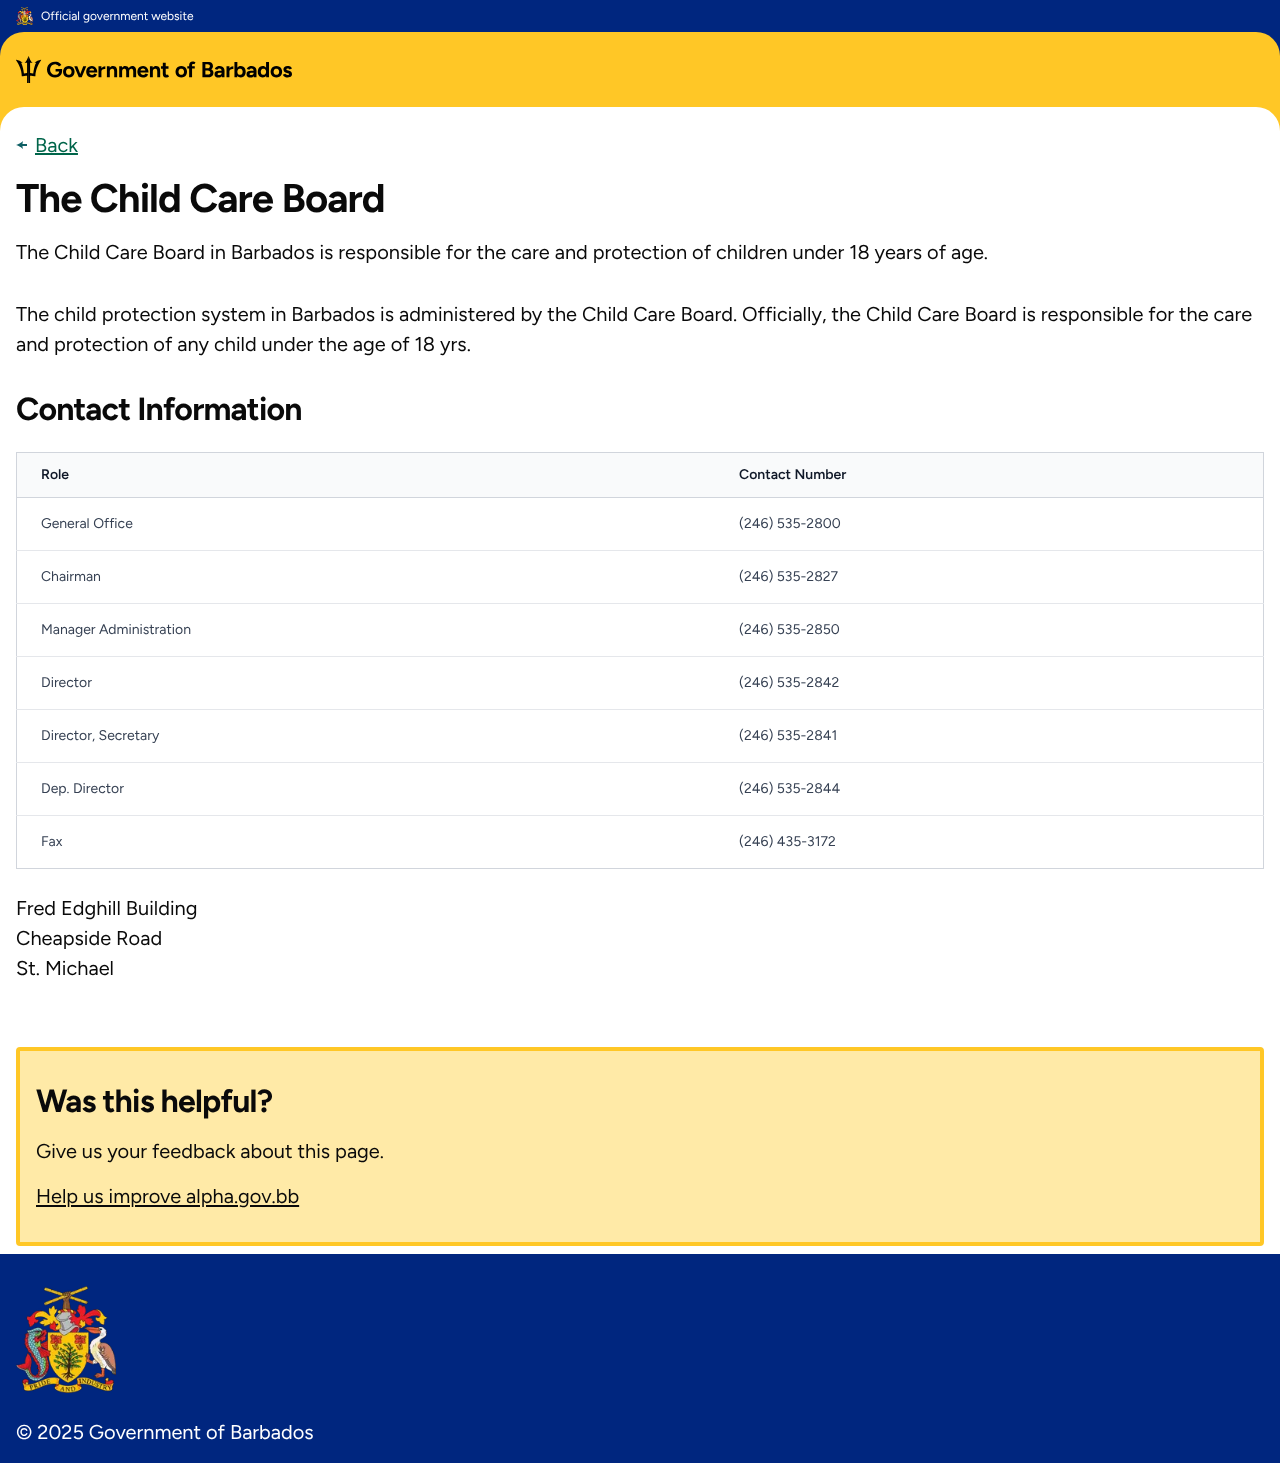 Official government website
Government of Barbados
Back
The Child Care Board
The Child Care Board in Barbados is responsible for the care and protection of children under 18 years of age.
The child protection system in Barbados is administered by the Child Care Board. Officially, the Child Care Board is responsible for the care
and protection of any child under the age of 18 yrs.
Contact Information
Role Contact Number
General Office (246) 535-2800
Chairman (246) 535-2827
Manager Administration (246) 535-2850
Director (246) 535-2842
Director, Secretary (246) 535-2841
Dep. Director (246) 535-2844
Fax (246) 435-3172
Fred Edghill Building
Cheapside Road
St. Michael
Was this helpful?
Give us your feedback about this page.
Help us improve alpha.gov.bb
PRIDE AND INDUSTRY
© 2025 Government of Barbados